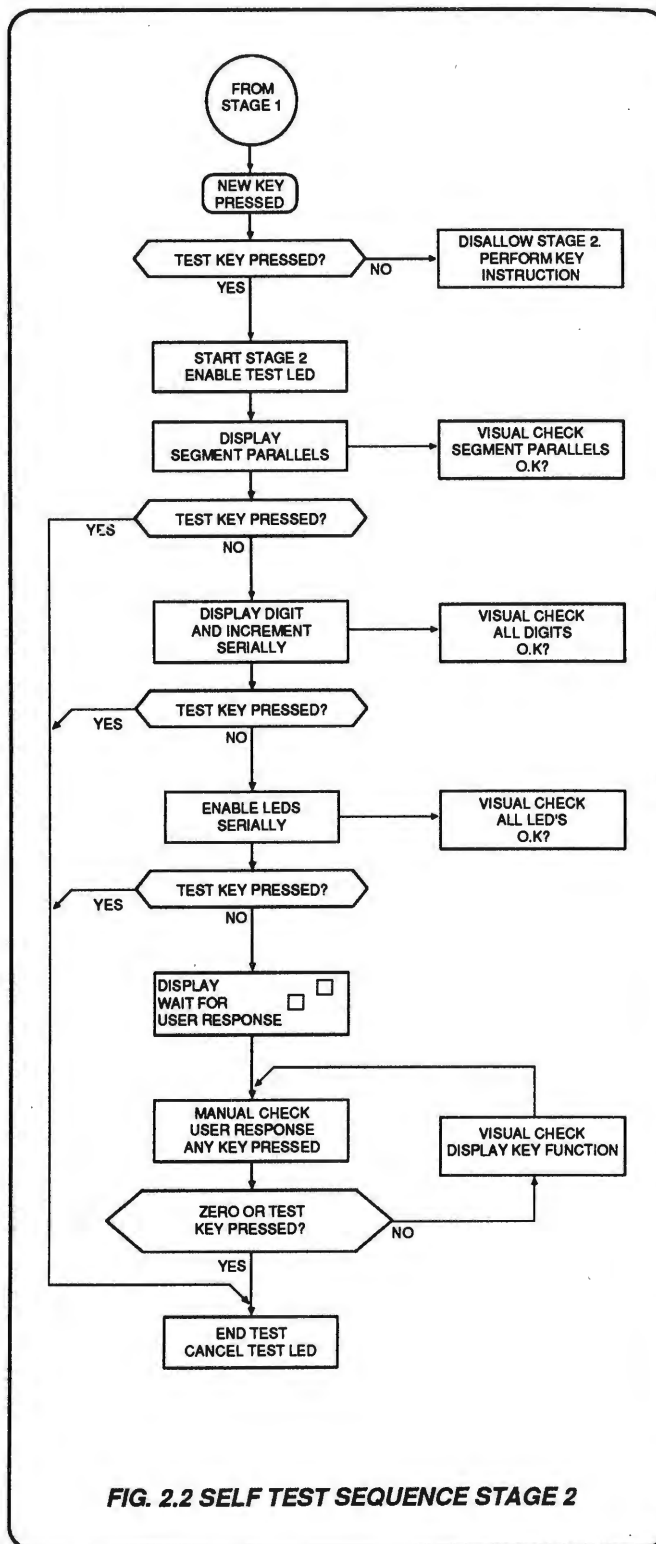 FROM
STAGE 1
NEW KEY
PRESSED
TEST KEY PRESSED?
NO
YES
DISALLOW STAGE 2.
PERFORM KEY
INSTRUCTION
START STAGE 2
ENABLE TEST LED
DISPLAY
SEGMENT PARALLELS
VISUAL CHECK
SEGMENT PARALLELS
O.K?
TEST KEY PRESSED?
YES
NO
DISPLAY DIGIT
AND INCREMENT
SERIALLY
VISUAL CHECK
ALL DIGITS
O.K?
TEST KEY PRESSED?
YES
NO
ENABLE LEDS
SERIALLY
VISUAL CHECK
ALL LED'S
O.K?
TEST KEY PRESSED?
YES
NO
DISPLAY
WAIT FOR
USER RESPONSE
MANUAL CHECK
USER RESPONSE
ANY KEY PRESSED
VISUAL CHECK
DISPLAY KEY FUNCTION
ZERO OR TEST
KEY PRESSED?
NO
YES
END TEST
CANCEL TEST LED
FIG. 2.2 SELF TEST SEQUENCE STAGE 2